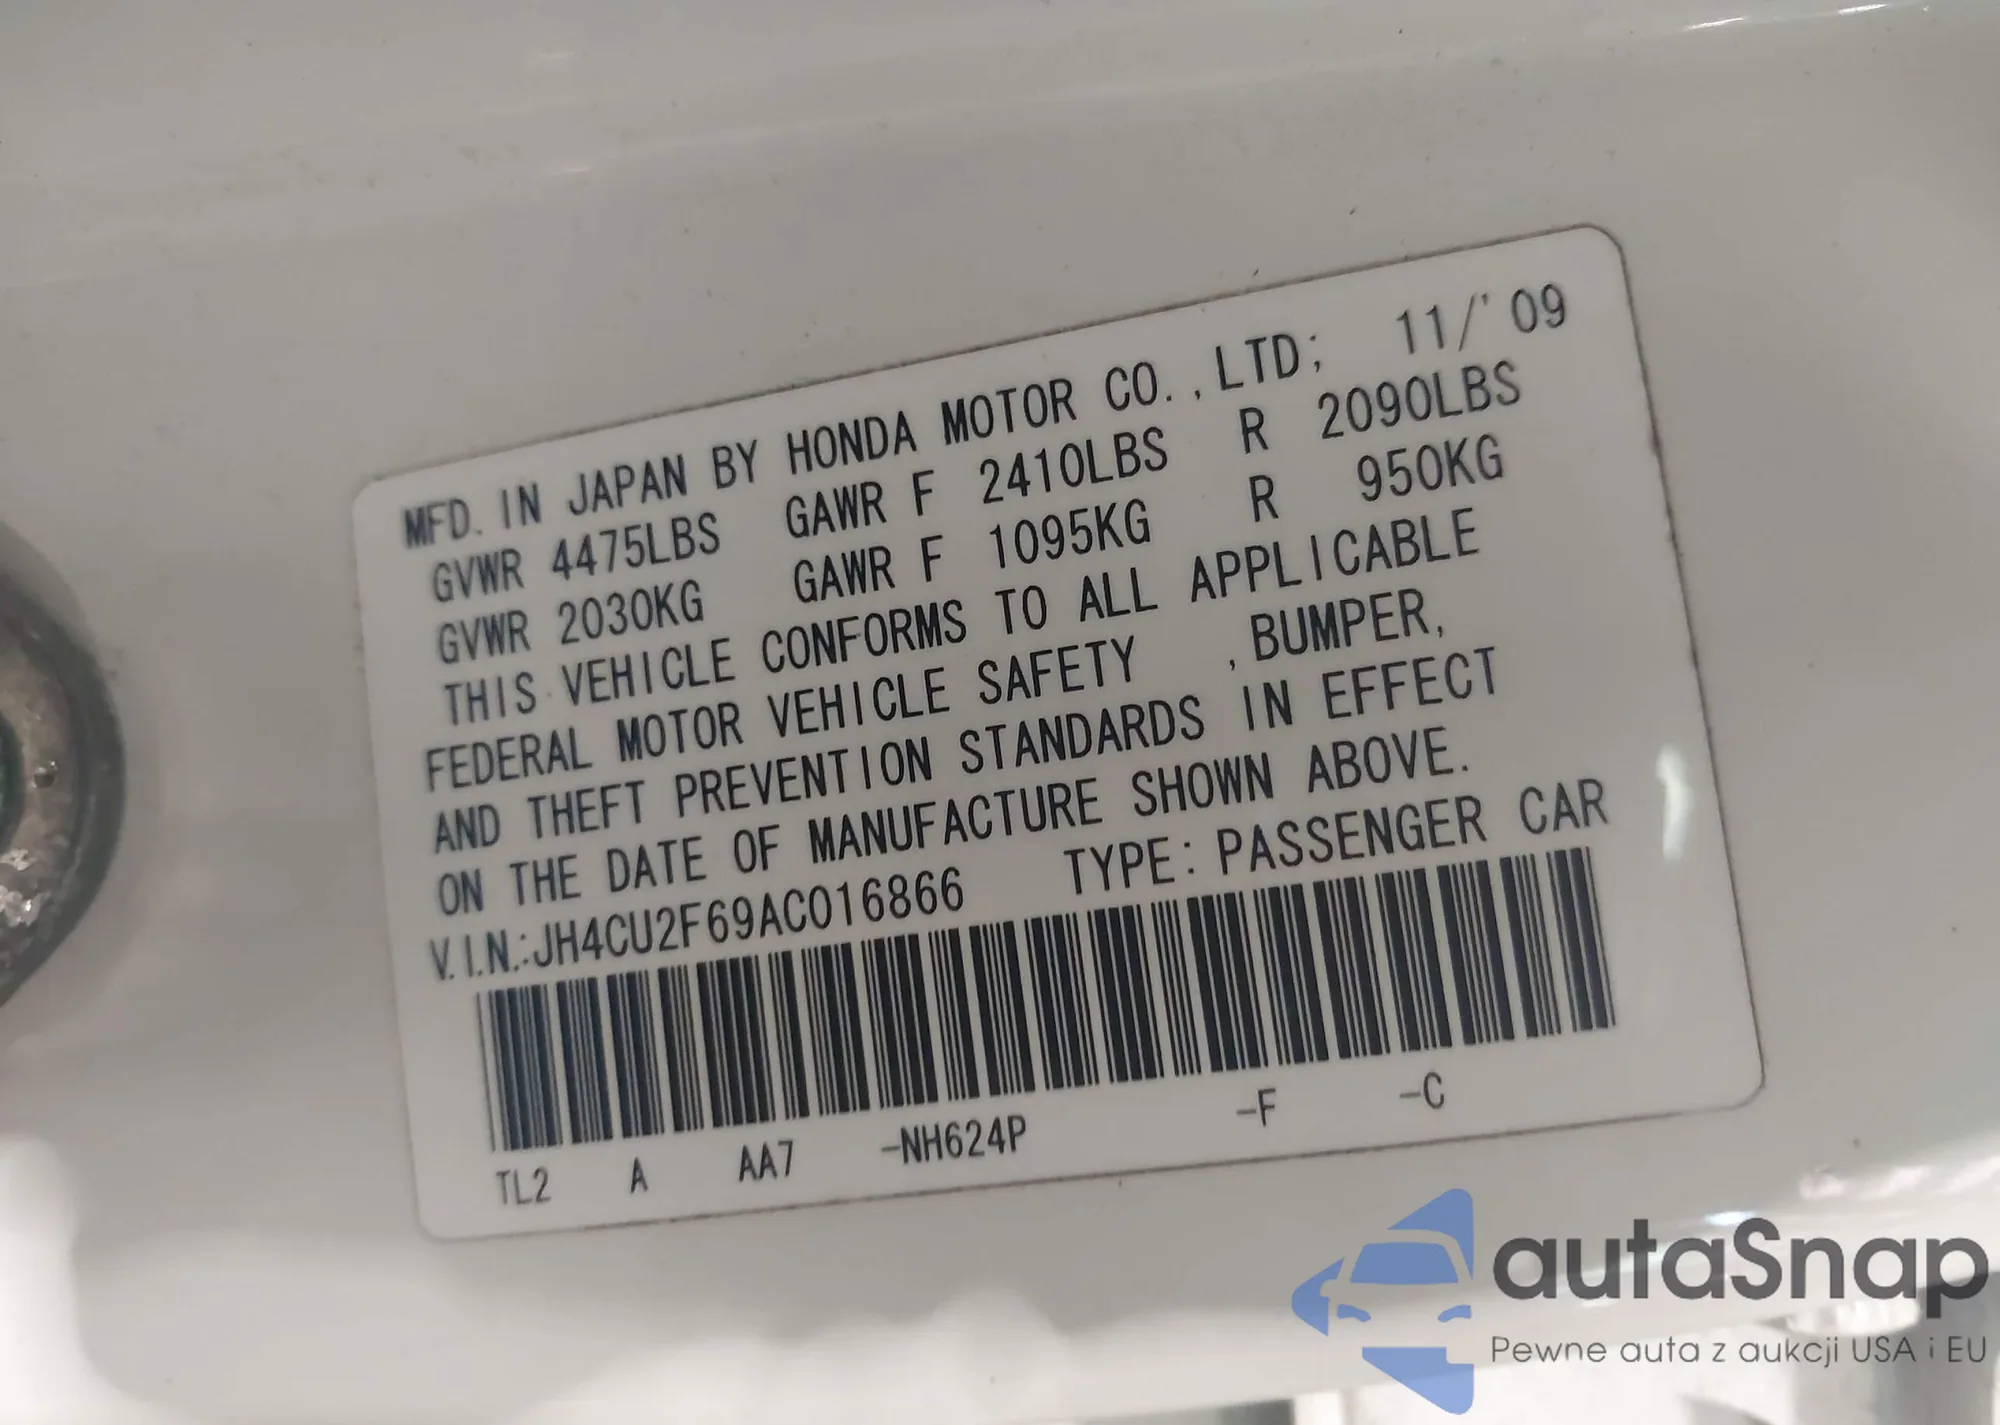 MFD. IN JAPAN BY HONDA MOTOR CO.,LTD; 11/'09
GVWR 4475LBS GAWR F 2410LBS R 2090LBS
GVWR 2030KG GAWR F 1095KG R 950KG
THIS VEHICLE CONFORMS TO ALL APPLICABLE
FEDERAL MOTOR VEHICLE SAFETY ,BUMPER,
AND THEFT PREVENTION STANDARDS IN EFFECT
ON THE DATE OF MANUFACTURE SHOWN ABOVE.
V.I.N.:JH4CU2F69AC016866 TYPE:PASSENGER CAR
TL2 A AA7 -NH624P -F -C
autaSnap
Pewne auta z aukcji USA i EU